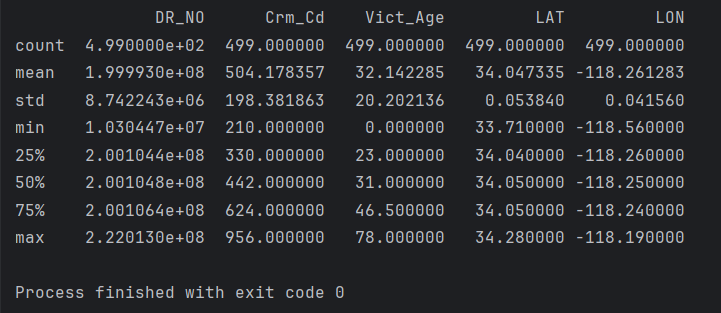 DR_NO Crm_Cd Vict_Age LAT LON
count 4.990000e+02 499.000000 499.000000 499.000000 499.000000
mean 1.999930e+08 504.178357 32.142285 34.047335 -118.261283
std 8.742243e+06 198.381863 20.202136 0.053840 0.041560
min 1.030447e+07 210.000000 0.000000 33.710000 -118.560000
25% 2.001044e+08 330.000000 23.000000 34.040000 -118.260000
50% 2.001048e+08 442.000000 31.000000 34.050000 -118.250000
75% 2.001064e+08 624.000000 46.500000 34.050000 -118.240000
max 2.220130e+08 956.000000 78.000000 34.280000 -118.190000
Process finished with exit code 0